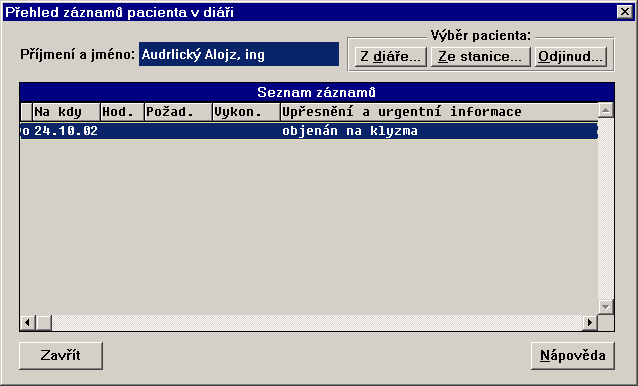 Přehled záznamů pacienta v diáři
Výběr pacienta:
Příjmení a jméno: Audrlický Alojz, ing Z diáře... Ze stanice... Odjinud...
Seznam záznamů
Na kdy Hod. Požad. Vykon. Upřesnění a urgentní informace
o 24.10.02 objenán na klyzma
Zavřít Nápověda